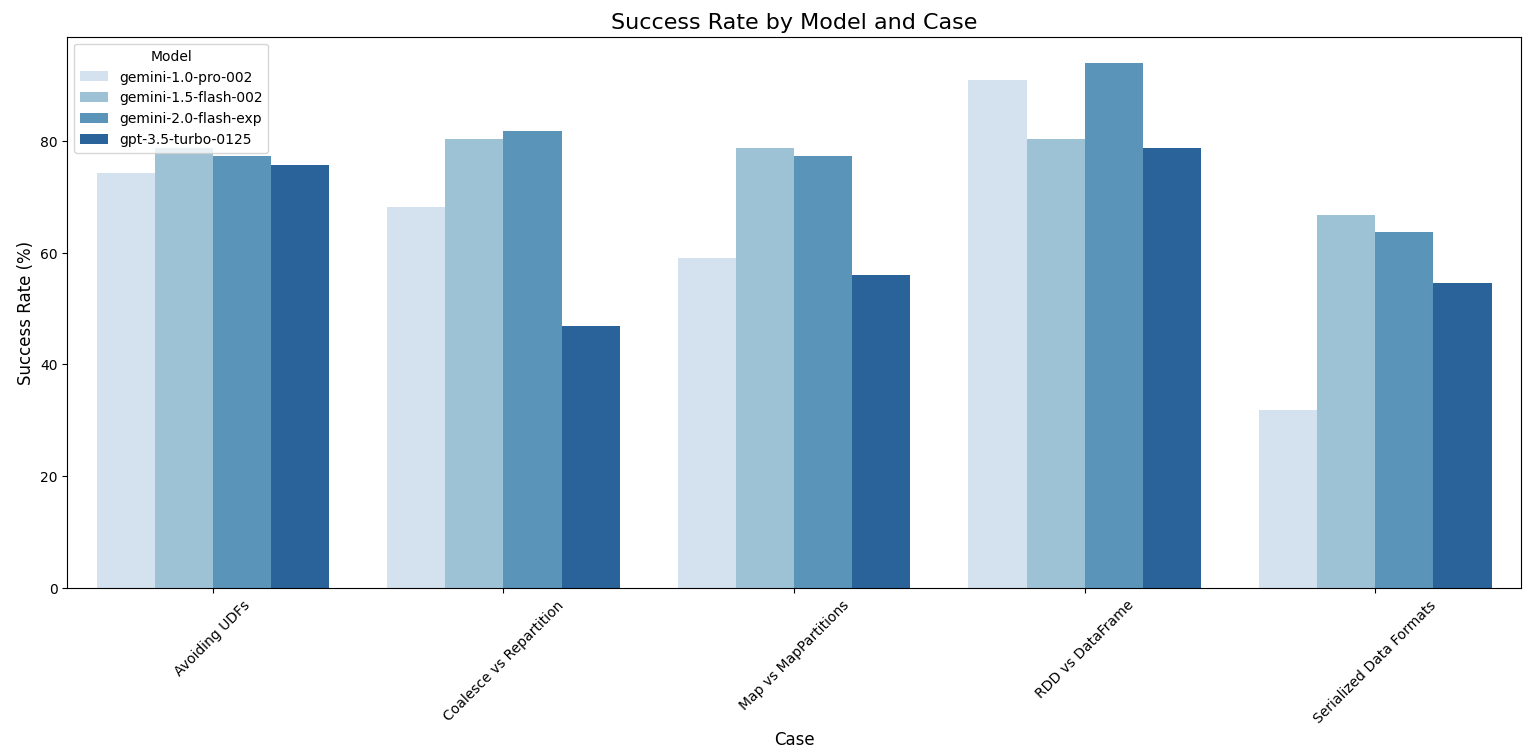 Success Rate by Model and Case
Model
gemini-1.0-pro-002
gemini-1.5-flash-002
gemini-2.0-flash-exp
gpt-3.5-turbo-0125
Success Rate (%)
80
60
40
20
0
Avoiding UDFs
Coalesce vs Repartition
Map vs MapPartitions
RDD vs DataFrame
Serialized Data Formats
Case